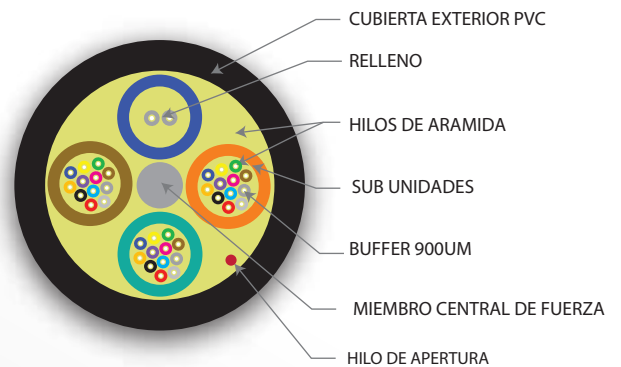 CUBIERTA EXTERIOR PVC
RELLENO
HILOS DE ARAMIDA
SUB UNIDADES
BUFFER 900UM
MIEMBRO CENTRAL DE FUERZA
HILO DE APERTURA